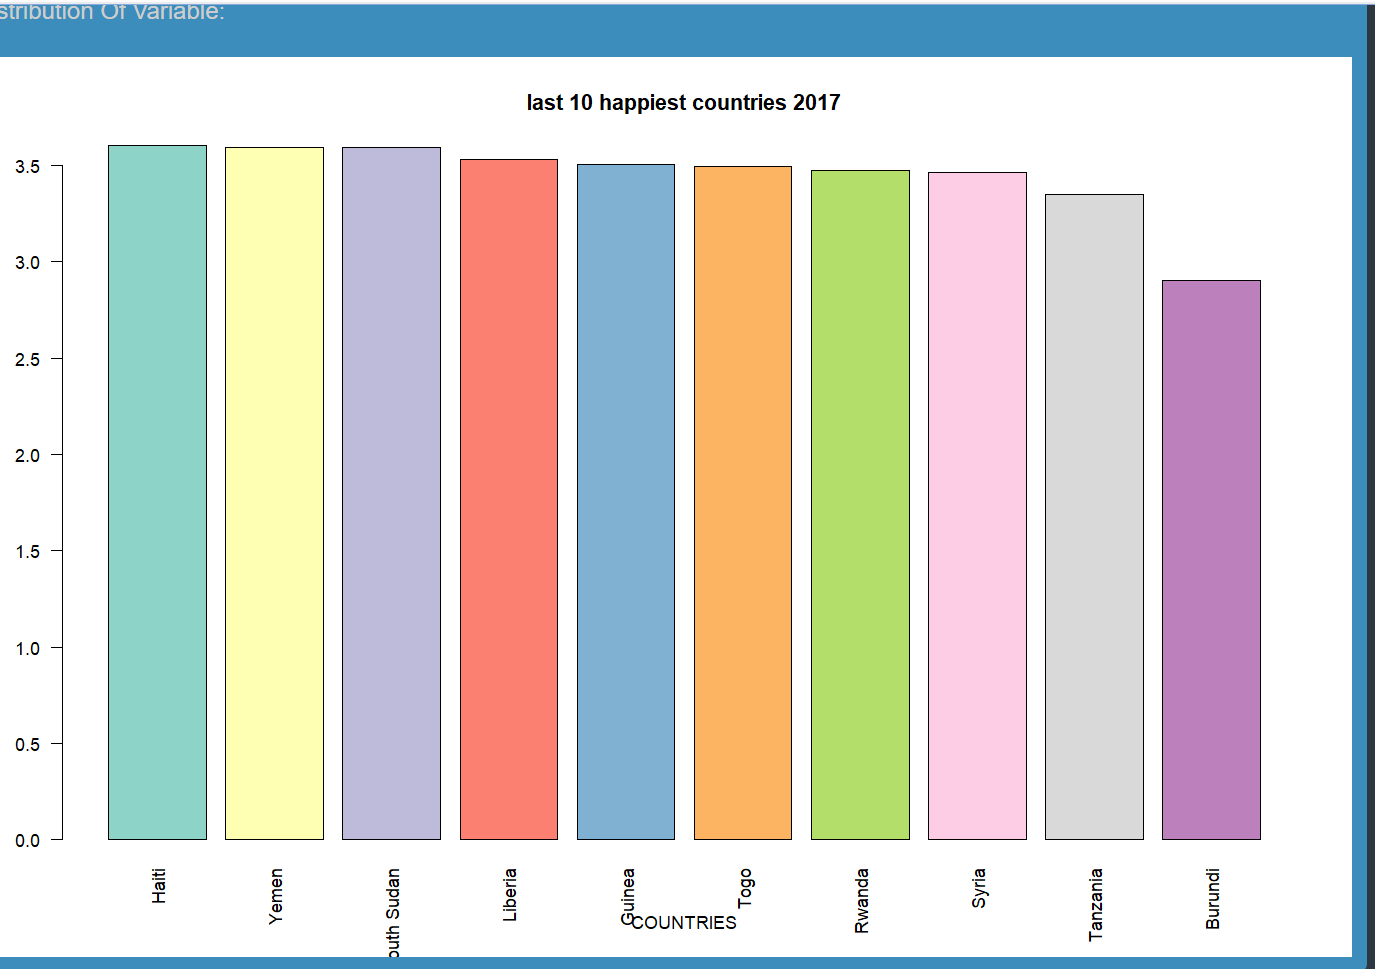 stribution Of Variable:
last 10 happiest countries 2017
3.5
3.0
2.5
2.0
1.5
1.0
0.5
0.0
Haiti
Yemen
outh Sudan
Liberia
Guinea
Togo
Rwanda
Syria
Tanzania
Burundi
COUNTRIES